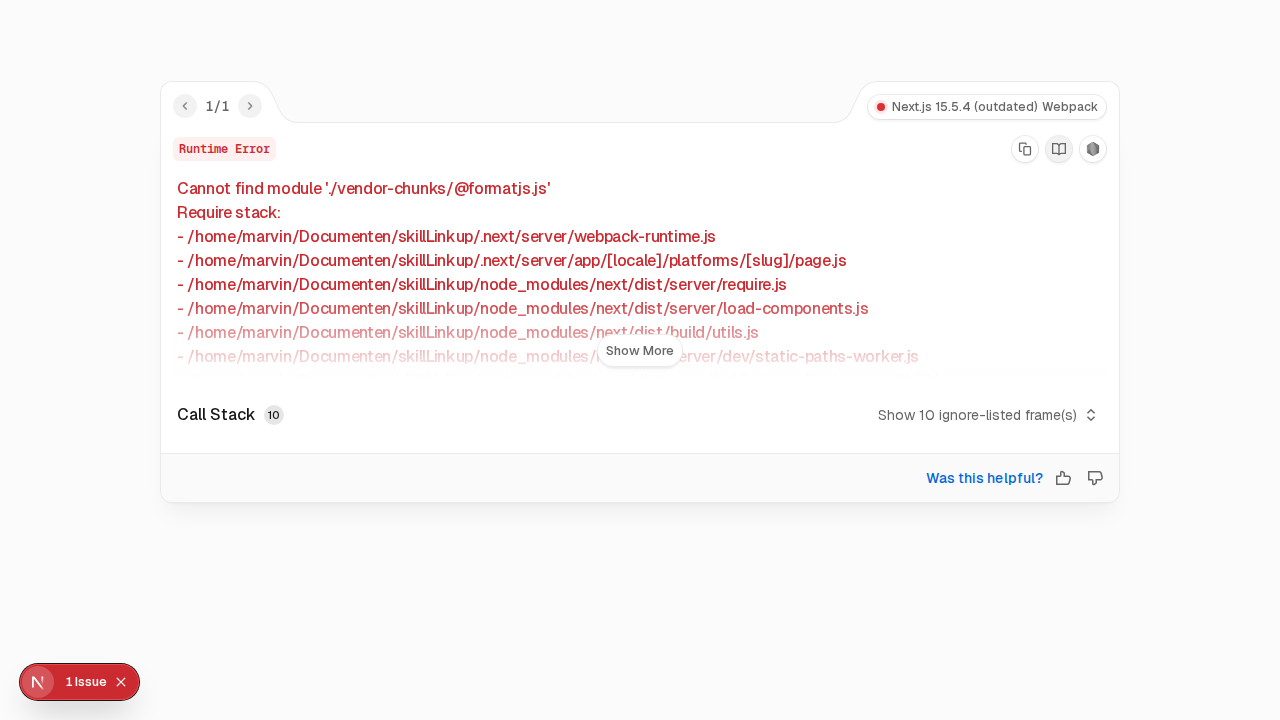 1/1
Next.js 15.5.4 (outdated) Webpack
Runtime Error
Cannot find module './vendor-chunks/@formatjs.js'
Require stack:
- /home/marvin/Documenten/skillLinkup/.next/server/webpack-runtime.js
- /home/marvin/Documenten/skillLinkup/.next/server/app/[locale]/platforms/[slug]/page.js
- /home/marvin/Documenten/skillLinkup/node_modules/next/dist/server/require.js
- /home/marvin/Documenten/skillLinkup/node_modules/next/dist/server/load-components.js
- /home/marvin/Documenten/skillLinkup/node_modules/next/dist/build/utils.js
- /home/marvin/Documenten/skillLinkup/node_modules/ server/dev/static-paths-worker.js
Show More
Call Stack 10
Show 10 ignore-listed frame(s)
Was this helpful?
N 1 Issue